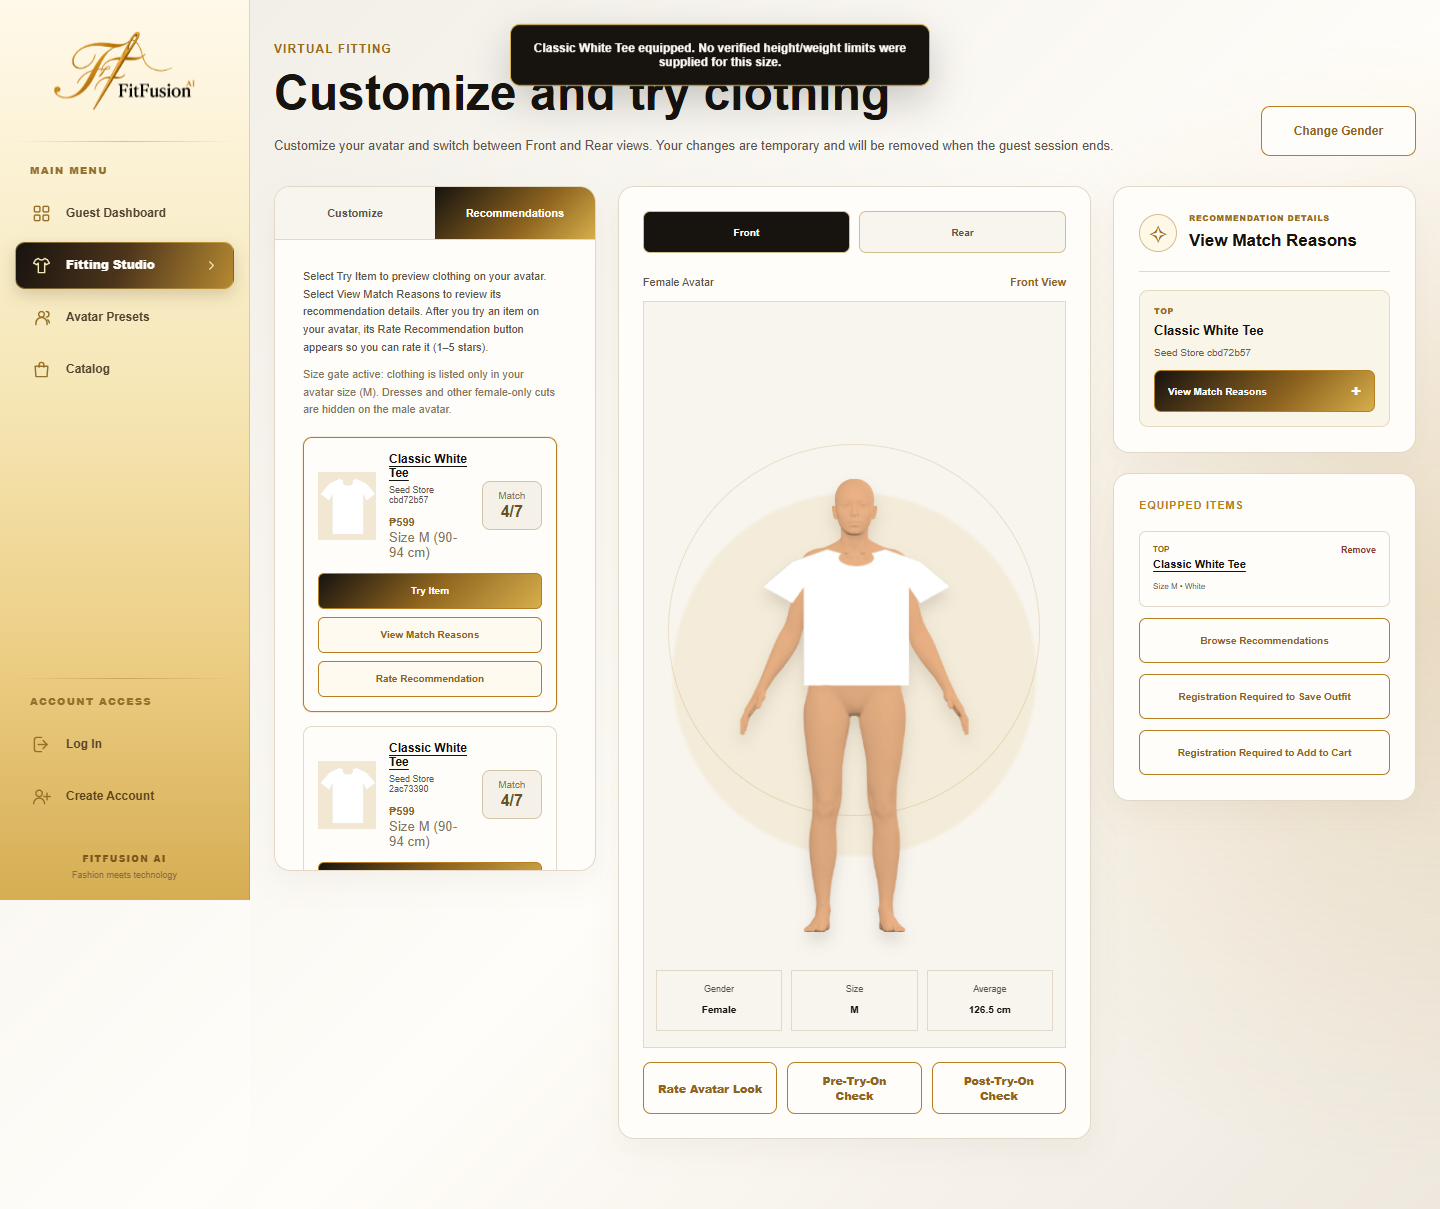 FitFusion AI
MAIN MENU
Guest Dashboard
Fitting Studio
Avatar Presets
Catalog
ACCOUNT ACCESS
Log In
Create Account
FITFUSION AI
Fashion meets technology
Classic White Tee equipped. No verified height/weight limits were
supplied for this size.
VIRTUAL FITTING
Customize and try clothing
Customize your avatar and switch between Front and Rear views. Your changes are temporary and will be removed when the guest session ends.
Change Gender
Customize
Recommendations
Select Try Item to preview clothing on your avatar.
Select View Match Reasons to review its
recommendation details. After you try an item on
your avatar, its Rate Recommendation button
appears so you can rate it (1–5 stars).
Size gate active: clothing is listed only in your
avatar size (M). Dresses and other female-only cuts
are hidden on the male avatar.
Classic White
Tee
Seed Store
cbd72b57
₱599
Size M (90-
94 cm)
Match
4/7
Try Item
View Match Reasons
Rate Recommendation
Classic White
Tee
Seed Store
2ac73390
₱599
Size M (90-
94 cm)
Match
4/7
Front
Rear
Female Avatar
Front View
Gender
Female
Size
M
Average
126.5 cm
Rate Avatar Look
Pre-Try-On
Check
Post-Try-On
Check
RECOMMENDATION DETAILS
View Match Reasons
TOP
Classic White Tee
Seed Store cbd72b57
View Match Reasons +
EQUIPPED ITEMS
TOP
Remove
Classic White Tee
Size M • White
Browse Recommendations
Registration Required to Save Outfit
Registration Required to Add to Cart